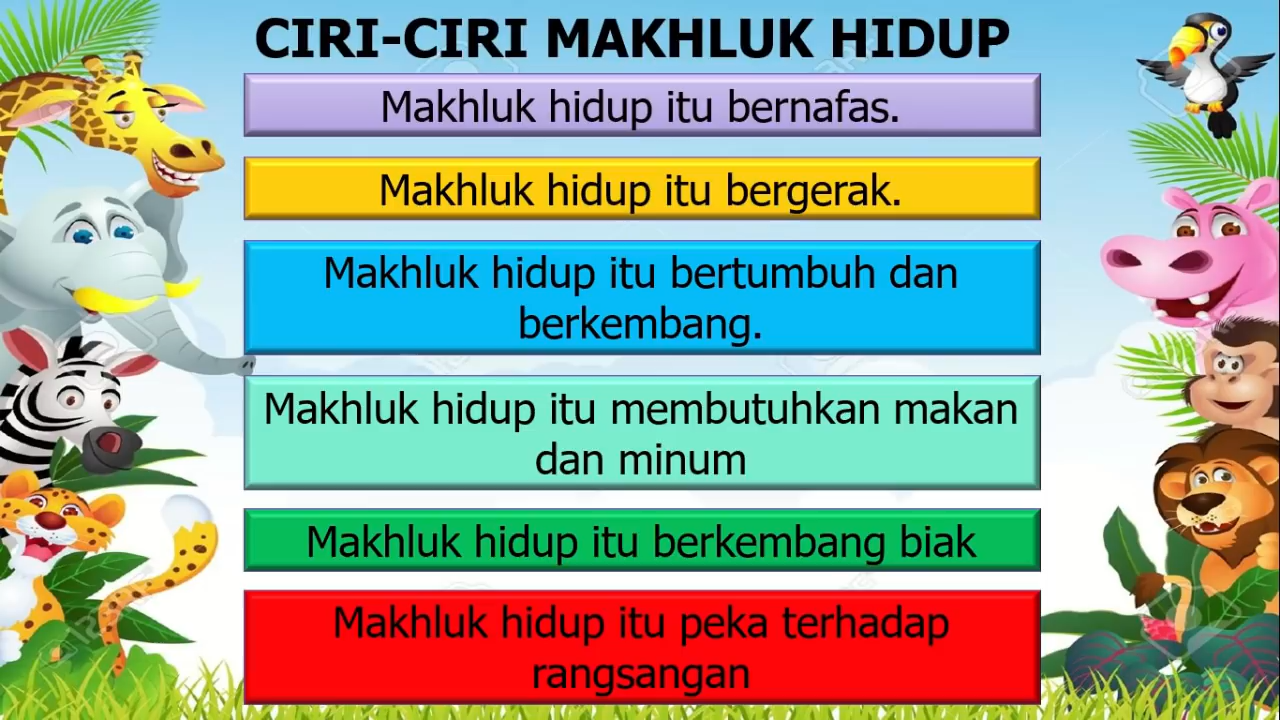 CIRI-CIRI MAKHLUK HIDUP
Makhluk hidup itu bernafas.
Makhluk hidup itu bergerak.
Makhluk hidup itu bertumbuh dan
berkembang.
Makhluk hidup itu membutuhkan makan
dan minum
Makhluk hidup itu berkembang biak
Makhluk hidup itu peka terhadap
rangsangan